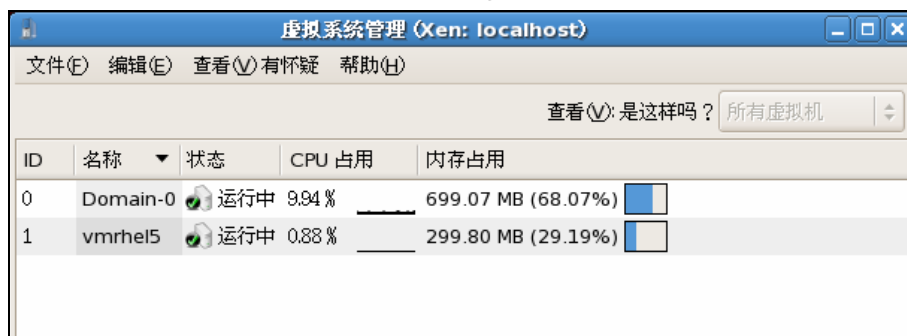 虚拟系统管理 (Xen: localhost)
文件(F) 编辑(E) 查看(V)有怀疑 帮助(H)
查看(V): 是这样吗？ 所有虚拟机
ID 名称 状态 CPU 占用 内存占用
0 Domain-0 运行中 9.94 % 699.07 MB (68.07%)
1 vmrhel5 运行中 0.88 % 299.80 MB (29.19%)